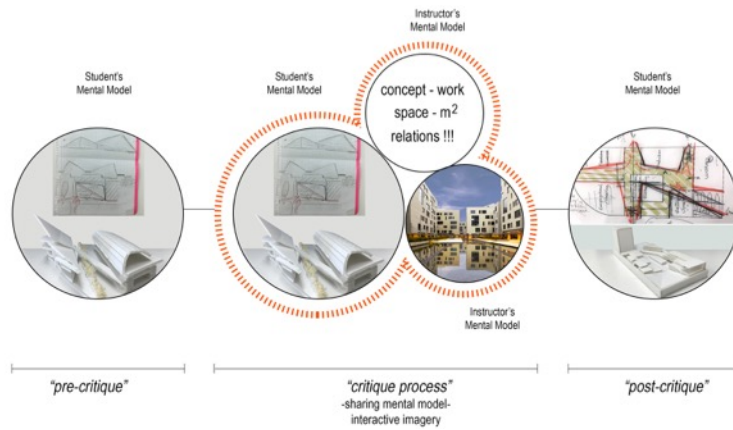 Instructor's
Mental Model
Student's
Mental Model
Student's
Mental Model
Student's
Mental Model
concept - work
space - m²
relations !!!
Instructor's
Mental Model
"pre-critique"
"critique process"
-sharing mental model-
interactive imagery
"post-critique"